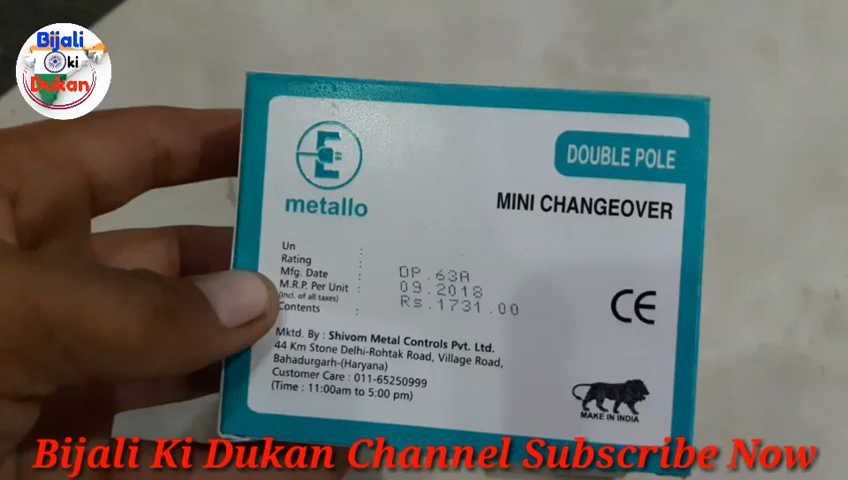 Bijali
ki
Dukan
E
metallo
DOUBLE POLE
MINI CHANGEOVER
Un :
Rating :
Mfg. Date : DP.63A
M.R.P. Per Unit : 09.2018
(incl. of all taxes) Rs.1731.00
Contents :
Mktd. By : Shivom Metal Controls Pvt. Ltd.
44 Km Stone Delhi-Rohtak Road, Village Road,
Bahadurgarh-(Haryana)
Customer Care : 011-65250999
(Time : 11:00am to 5:00 pm)
CE
MAKE IN INDIA
Bijali Ki Dukan Channel Subscribe Now